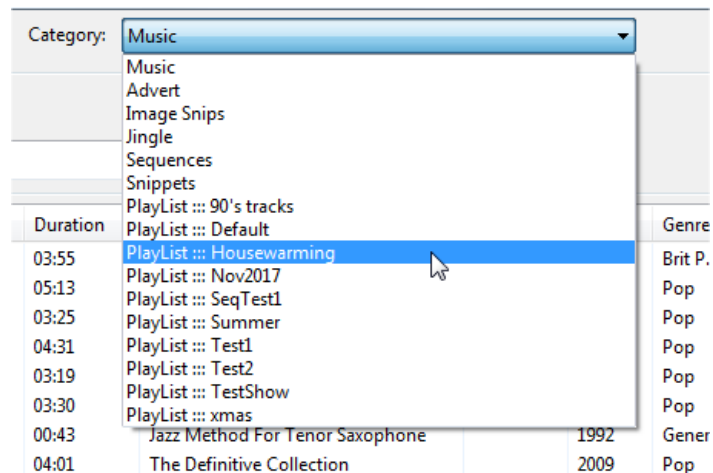 Category: Music
Music
Advert
Image Snips
Jingle
Sequences
Snippets
PlayList ::: 90's tracks
Duration PlayList ::: Default Genre
03:55 PlayList ::: Housewarming Brit P.
05:13 PlayList ::: Nov2017 Pop
03:25 PlayList ::: SeqTest1 Pop
PlayList ::: Summer
04:31 PlayList ::: Test1 Pop
03:19 PlayList ::: Test2 Pop
PlayList ::: TestShow
03:30 PlayList ::: xmas Pop
00:43 Jazz Method For Tenor Saxophone 1992 Gener
04:01 The Definitive Collection 2009 Pop